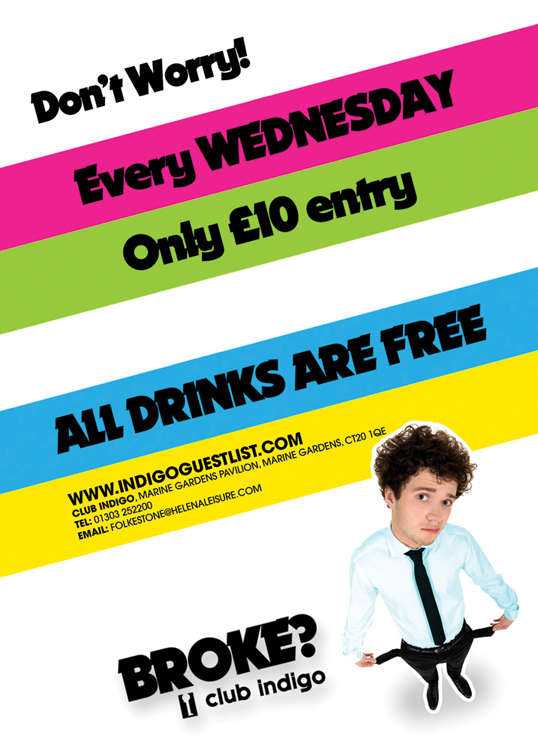 Don't Worry!
Every WEDNESDAY
Only £10 entry
ALL DRINKS ARE FREE
WWW.INDIGOGUESTLIST.COM
CLUB INDIGO, MARINE GARDENS PAVILION, MARINE GARDENS, CT20 1QE
TEL: 01303 252200
EMAIL: FOLKESTONE@HELENALEISURE.COM
BROKE?
club indigo